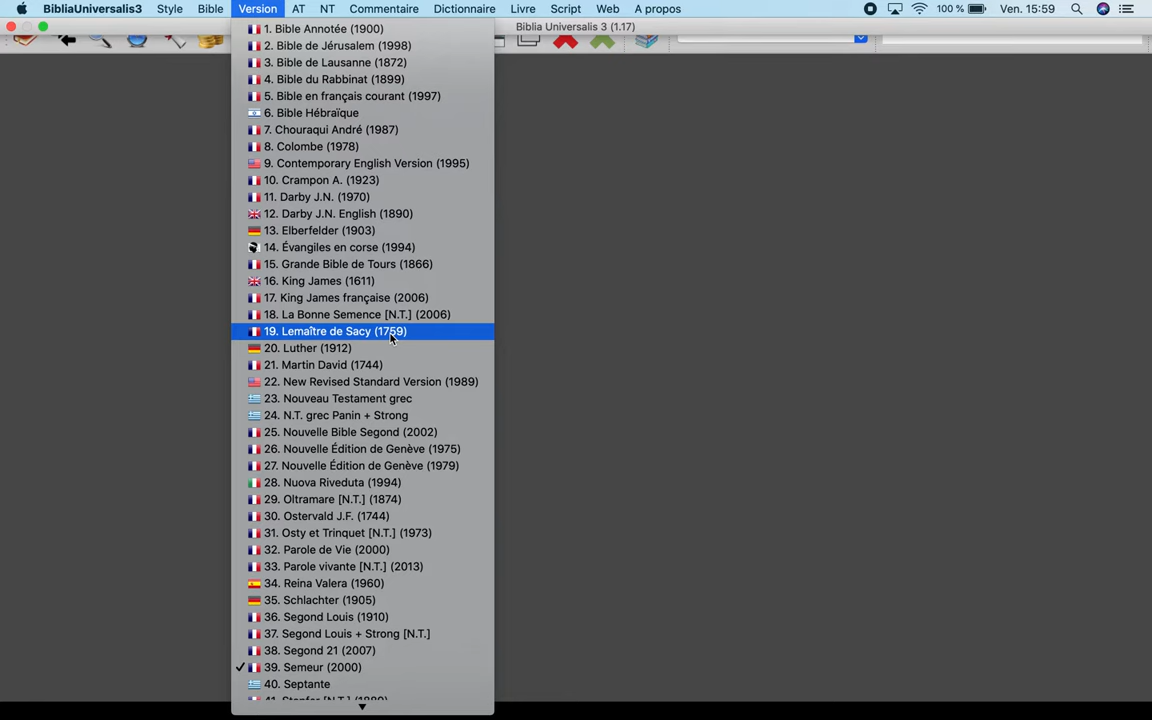 BibliaUniversalis3 Style Bible Version AT NT Commentaire Dictionnaire Livre Script Web A propos 100 % Ven. 15:59
Biblia Universalis 3 (1.17)
1. Bible Annotée (1900)
2. Bible de Jérusalem (1998)
3. Bible de Lausanne (1872)
4. Bible du Rabbinat (1899)
5. Bible en français courant (1997)
6. Bible Hébraïque
7. Chouraqui André (1987)
8. Colombe (1978)
9. Contemporary English Version (1995)
10. Crampon A. (1923)
11. Darby J.N. (1970)
12. Darby J.N. English (1890)
13. Elberfelder (1903)
14. Évangiles en corse (1994)
15. Grande Bible de Tours (1866)
16. King James (1611)
17. King James française (2006)
18. La Bonne Semence [N.T.] (2006)
19. Lemaître de Sacy (1759)
20. Luther (1912)
21. Martin David (1744)
22. New Revised Standard Version (1989)
23. Nouveau Testament grec
24. N.T. grec Panin + Strong
25. Nouvelle Bible Segond (2002)
26. Nouvelle Édition de Genève (1975)
27. Nouvelle Édition de Genève (1979)
28. Nuova Riveduta (1994)
29. Oltramare [N.T.] (1874)
30. Ostervald J.F. (1744)
31. Osty et Trinquet [N.T.] (1973)
32. Parole de Vie (2000)
33. Parole vivante [N.T.] (2013)
34. Reina Valera (1960)
35. Schlachter (1905)
36. Segond Louis (1910)
37. Segond Louis + Strong [N.T.]
38. Segond 21 (2007)
39. Semeur (2000)
40. Septante
41. Stapfer [N.T.] (1889)